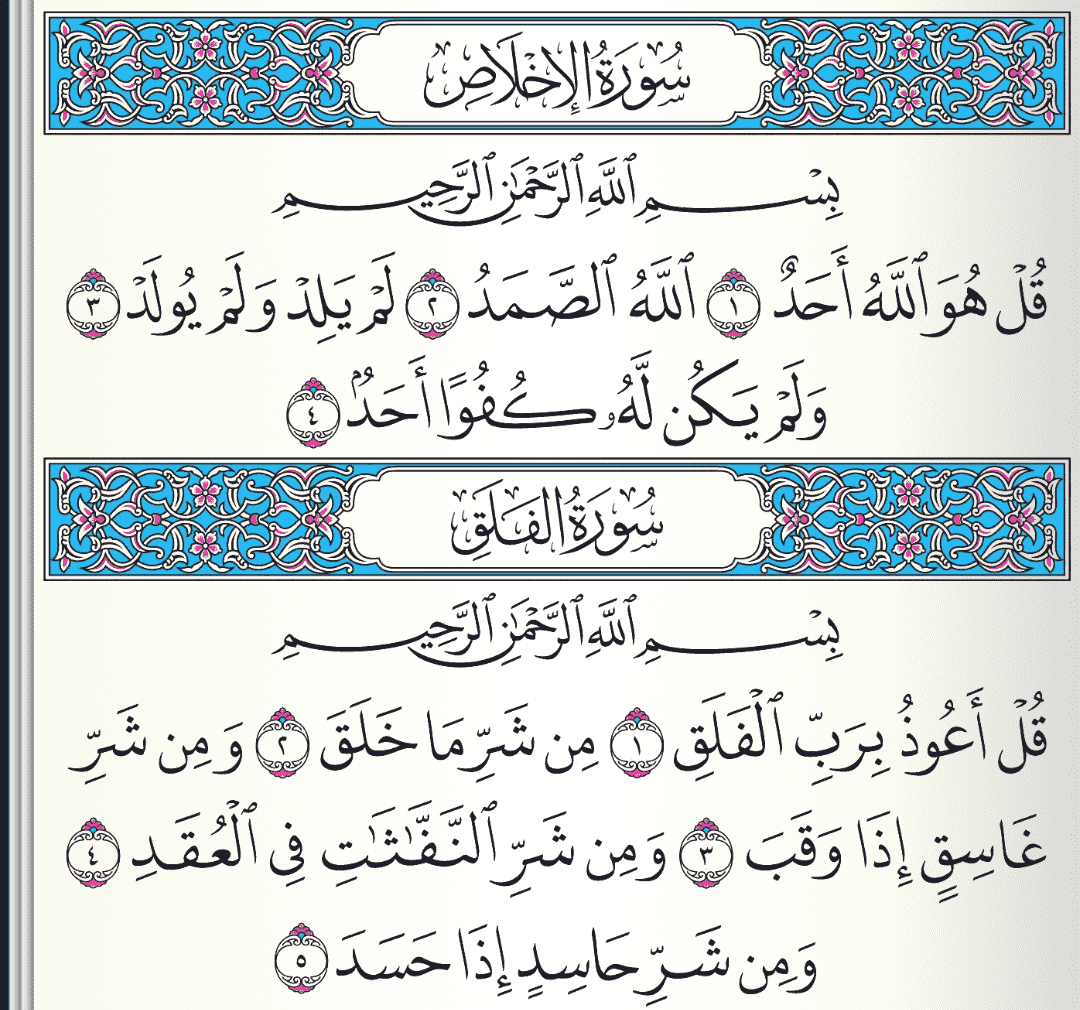 سُورَةُ الإِخْلَاصِ
بِسْمِ ٱللَّهِ ٱلرَّحْمَٰنِ ٱلرَّحِيمِ
قُلْ هُوَ ٱللَّهُ أَحَدٌ ١ ٱللَّهُ ٱلصَّمَدُ ٢ لَمْ يَلِدْ وَلَمْ يُولَدْ ٣
وَلَمْ يَكُن لَّهُۥ كُفُوًا أَحَدٌۢ ٤
سُورَةُ الفَلَقِ
بِسْمِ ٱللَّهِ ٱلرَّحْمَٰنِ ٱلرَّحِيمِ
قُلْ أَعُوذُ بِرَبِّ ٱلْفَلَقِ ١ مِن شَرِّ مَا خَلَقَ ٢ وَمِن شَرِّ
غَاسِقٍ إِذَا وَقَبَ ٣ وَمِن شَرِّ ٱلنَّفَّٰثَٰتِ فِى ٱلْعُقَدِ ٤
وَمِن شَرِّ حَاسِدٍ إِذَا حَسَدَ ٥